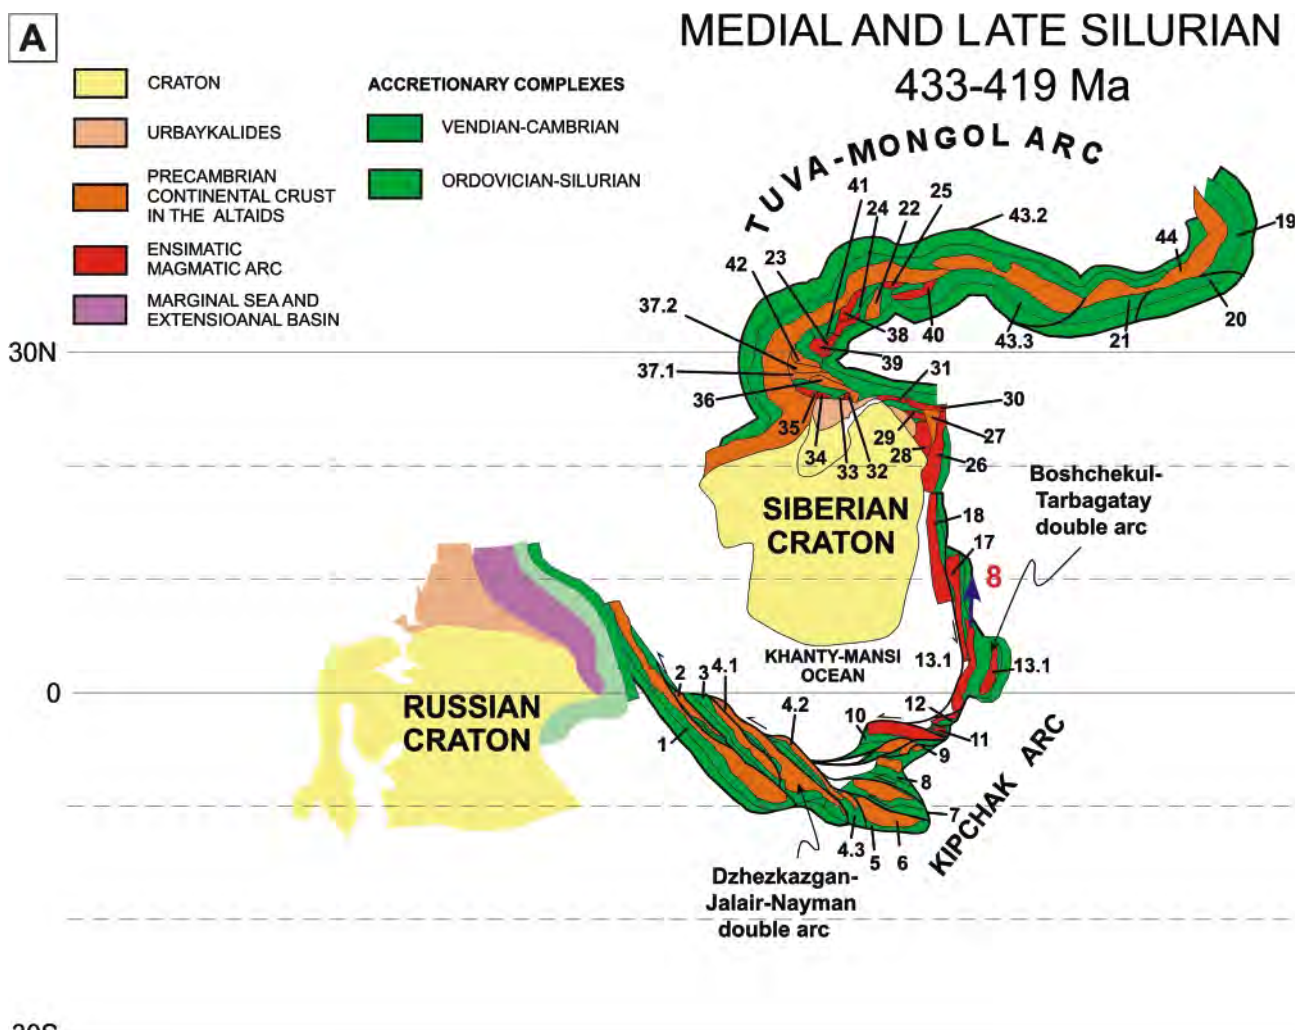 A
MEDIAL AND LATE SILURIAN
433-419 Ma
CRATON
URBAYKALIDES
PRECAMBRIAN
CONTINENTAL CRUST
IN THE ALTAIDS
ENSIMATIC
MAGMATIC ARC
MARGINAL SEA AND
EXTENSIOANAL BASIN
ACCRETIONARY COMPLEXES
VENDIAN-CAMBRIAN
ORDOVICIAN-SILURIAN
TUVA-MONGOL ARC
41
24
22
25
43.2
19
44
42
23
37.2
38
40
43.3
21
20
30N
39
37.1
31
36
30
35
29
27
34
33
32
28
26
Boshchekul-
Tarbagatay
double arc
SIBERIAN
CRATON
18
17
8
KHANTY-MANSI
OCEAN
13.1
13.1
0
2
3
4.1
RUSSIAN
CRATON
1
4.2
10
12
11
9
8
7
4.3
5
6
KIPCHAK ARC
Dzhezkazgan-
Jalair-Nayman
double arc
30S